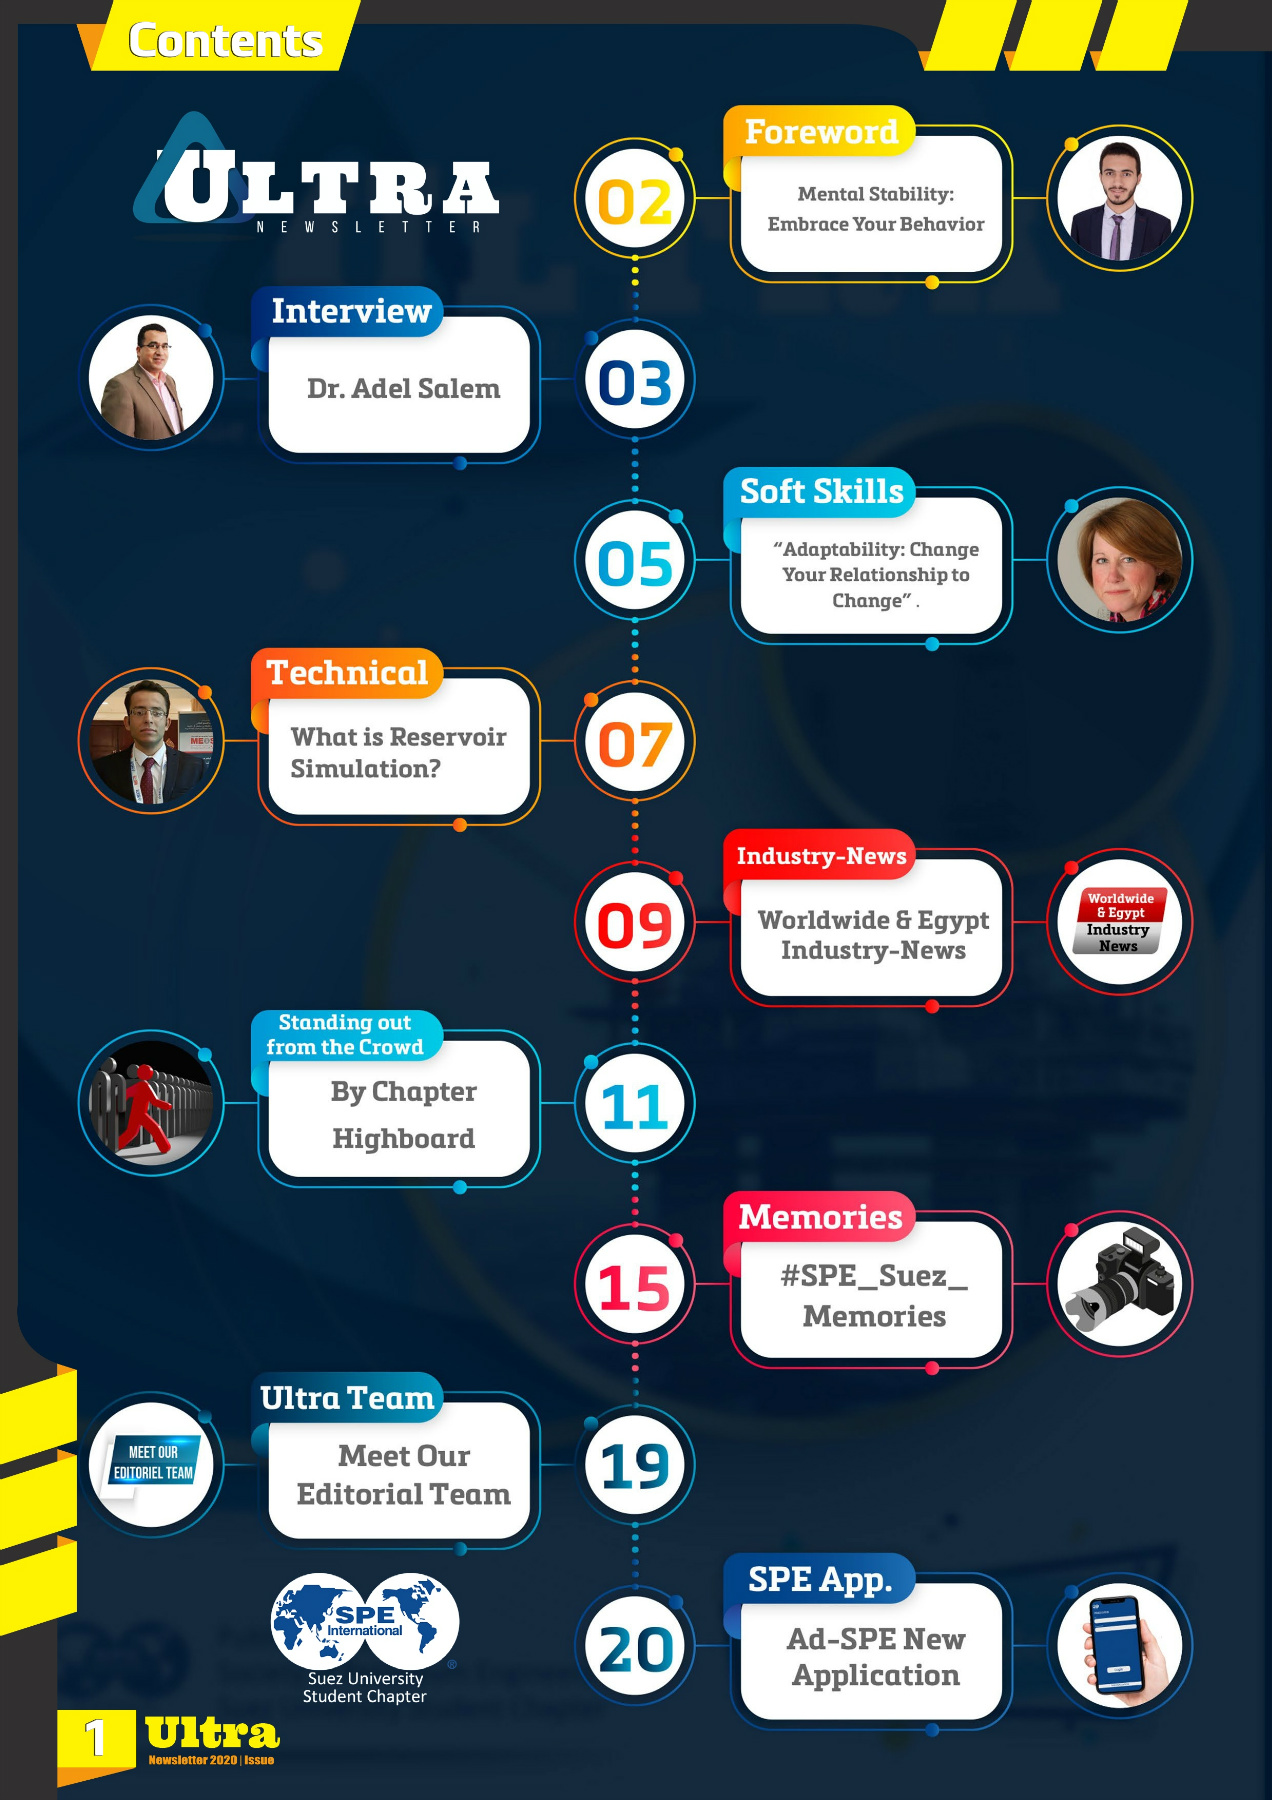 Contents
ULTRA
NEWSLETTER
02
Foreword
Mental Stability:
Embrace Your Behavior
Interview
Dr. Adel Salem
03
05
Soft Skills
“Adaptability: Change
Your Relationship to
Change” .
Technical
What is Reservoir
Simulation?
07
09
Industry-News
Worldwide & Egypt
Industry-News
Worldwide
& Egypt
Industry
News
Standing out
from the Crowd
By Chapter
Highboard
11
15
Memories
#SPE_Suez_
Memories
MEET OUR
EDITORIEL TEAM
Ultra Team
Meet Our
Editorial Team
19
20
SPE App.
Ad-SPE New
Application
SPE
International
®
Suez University
Student Chapter
1
Ultra
Newsletter 2020 | Issue